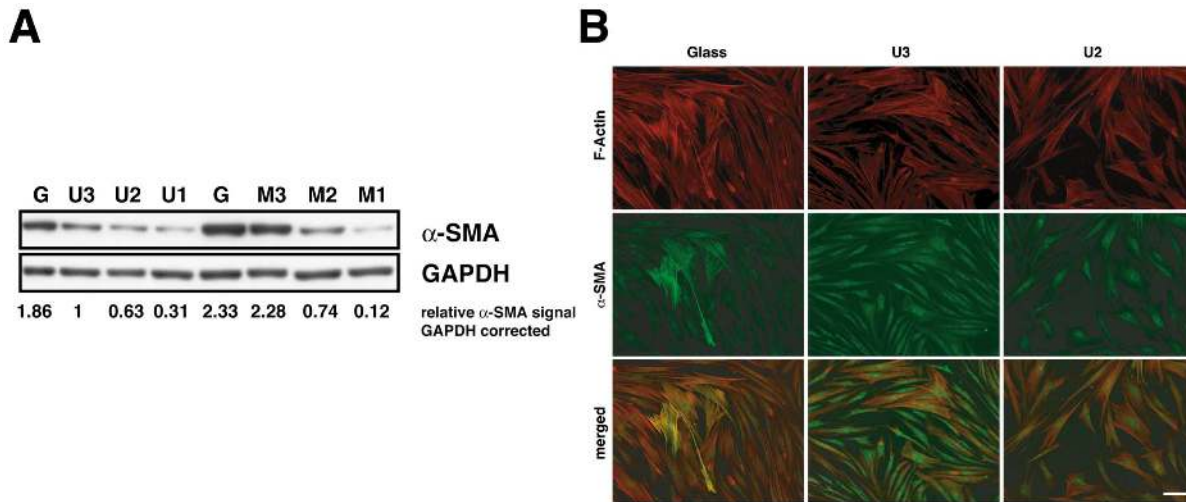 A
G U3 U2 U1 G M3 M2 M1
α-SMA
GAPDH
1.86 1 0.63 0.31 2.33 2.28 0.74 0.12
relative α-SMA signal
GAPDH corrected
B
Glass U3 U2
F-Actin
α-SMA
merged